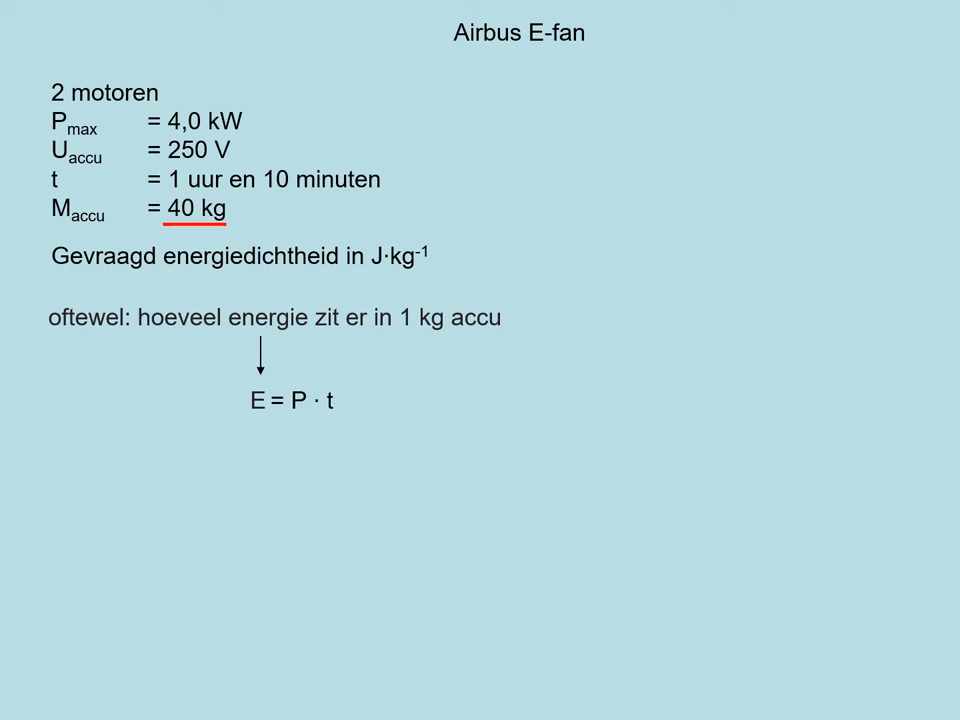 Airbus E-fan
2 motoren
Pmax = 4,0 kW
Uaccu = 250 V
t = 1 uur en 10 minuten
Maccu = 40 kg
Gevraagd energiedichtheid in J·kg⁻¹
oftewel: hoeveel energie zit er in 1 kg accu
E = P · t